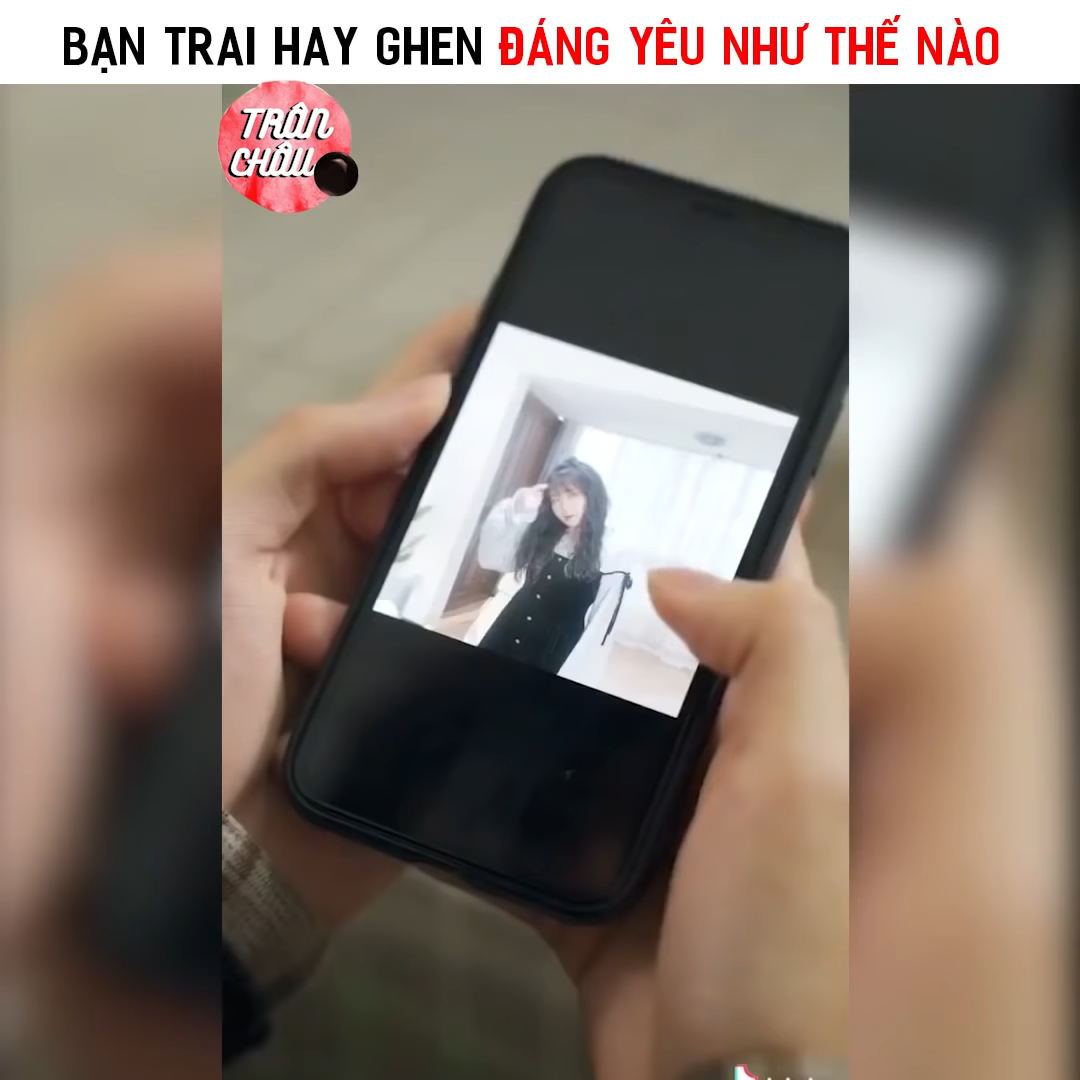 BẠN TRAI HAY GHEN ĐÁNG YÊU NHƯ THẾ NÀO
TRÂN
CHÂU